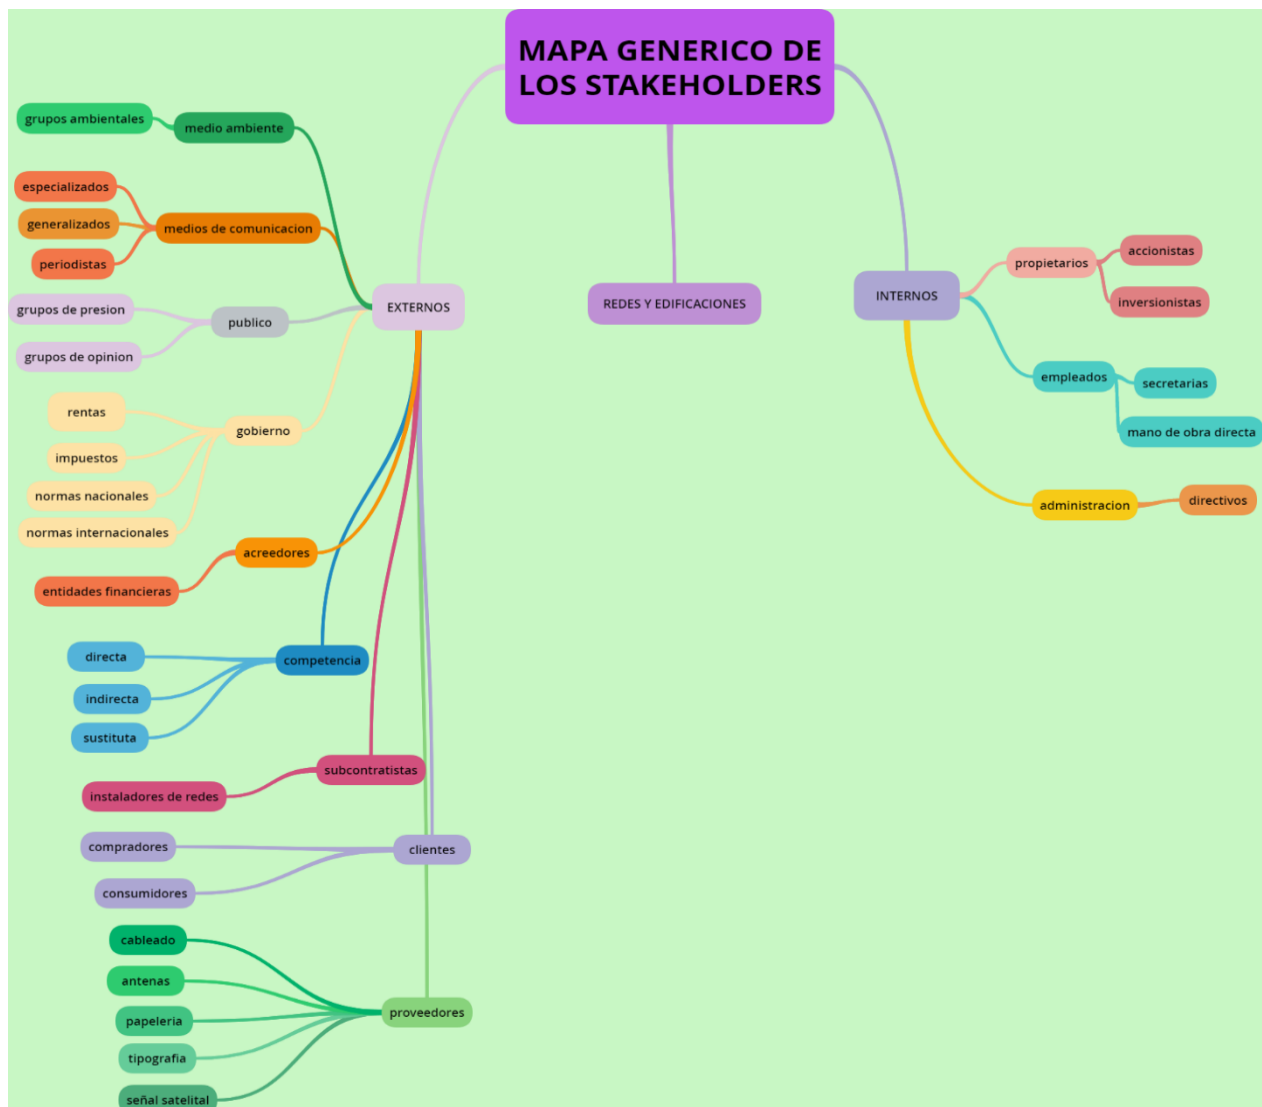 MAPA GENERICO DE
LOS STAKEHOLDERS
EXTERNOS
REDES Y EDIFICACIONES
INTERNOS
medio ambiente
grupos ambientales
medios de comunicacion
especializados
generalizados
periodistas
publico
grupos de presion
grupos de opinion
gobierno
rentas
impuestos
normas nacionales
normas internacionales
acreedores
entidades financieras
competencia
directa
indirecta
sustituta
subcontratistas
instaladores de redes
clientes
compradores
consumidores
proveedores
cableado
antenas
papeleria
tipografia
señal satelital
propietarios
accionistas
inversionistas
empleados
secretarias
mano de obra directa
administracion
directivos